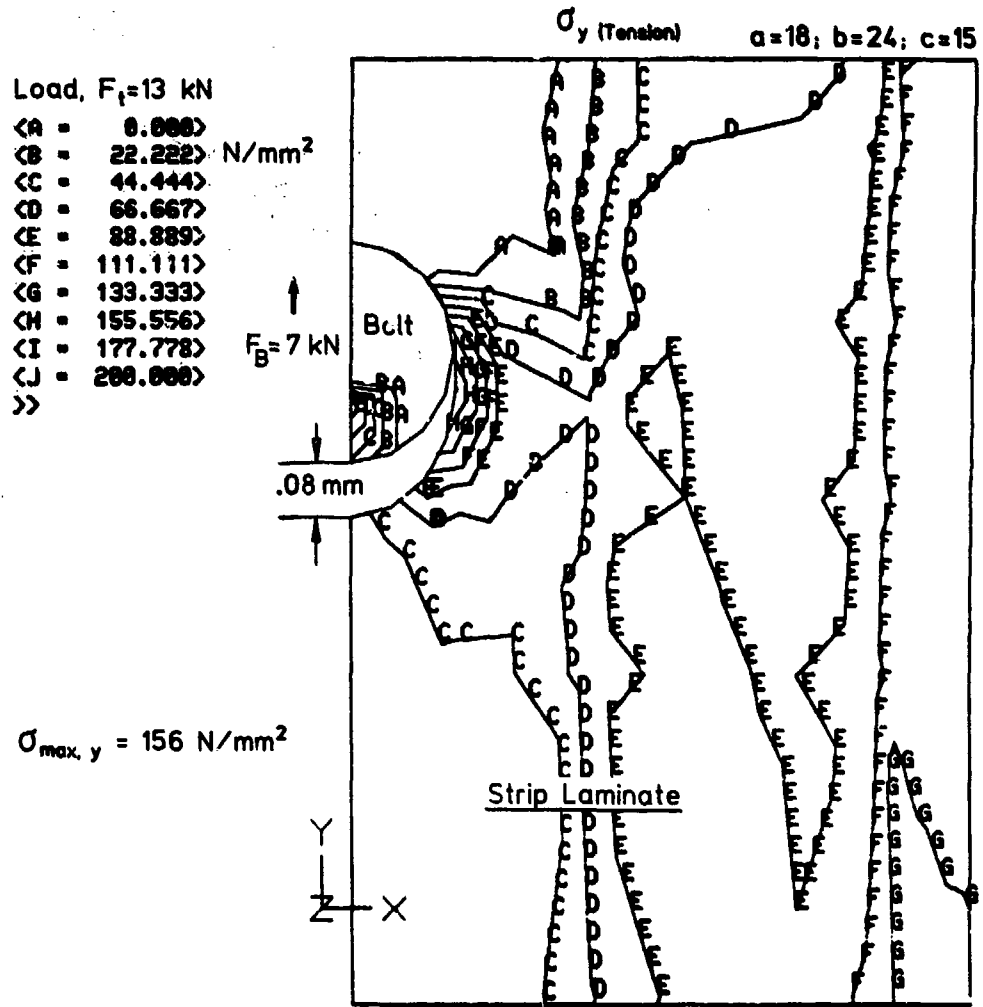 σy (Tension)
a=18; b=24; c=15
Load, Ft=13 kN
<A = 0.000>
<B = 22.222> N/mm²
<C = 44.444>
<D = 66.667>
<E = 88.889>
<F = 111.111>
<G = 133.333>
<H = 155.556>
<I = 177.778>
<J = 200.000>
>>
Bolt
FB=7 kN
.08 mm
σmax, y = 156 N/mm²
Strip Laminate
Y
Z X